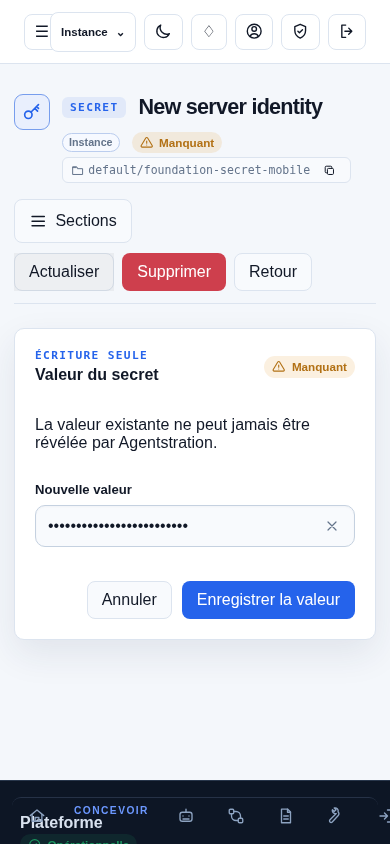 Instance
SECRET New server identity
Instance Manquant
default/foundation-secret-mobile
Sections
Actualiser Supprimer Retour
ÉCRITURE SEULE
Valeur du secret
Manquant
La valeur existante ne peut jamais être
révélée par Agentstration.
Nouvelle valeur
••••••••••••••••••••••••
Annuler Enregistrer la valeur
CONCEVOIR
Plateforme
Opérationnelle